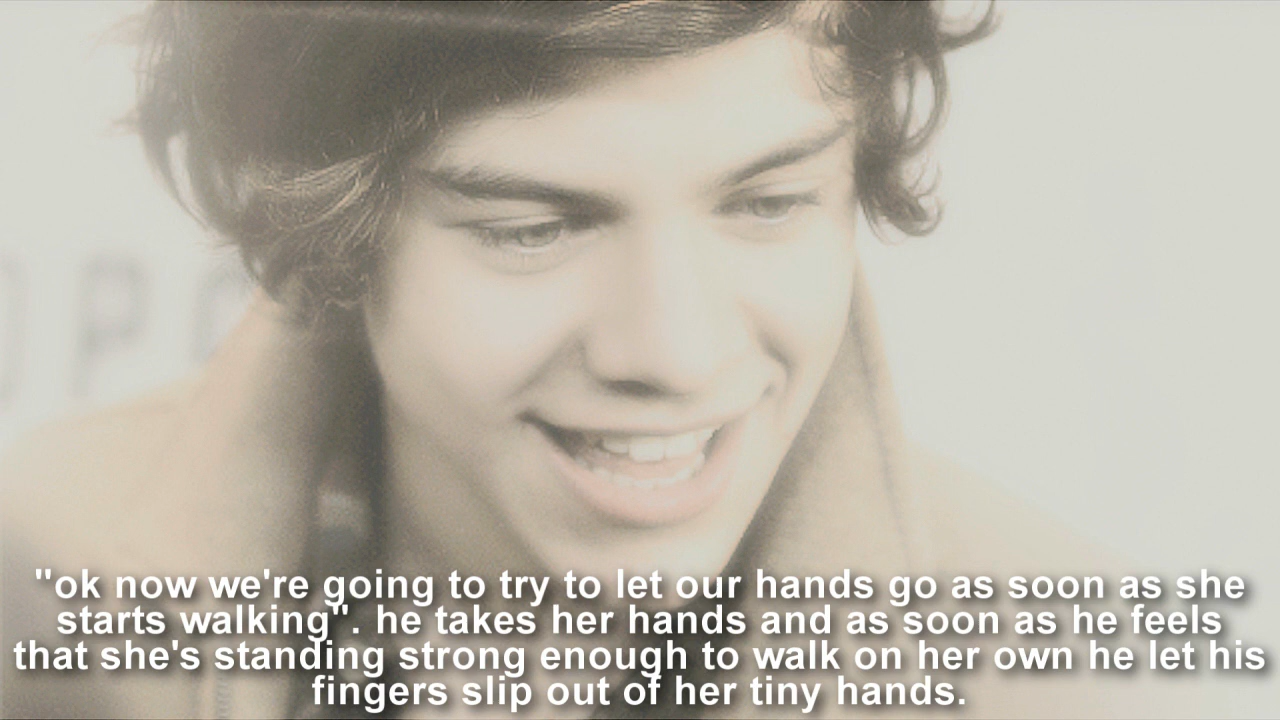 "ok now we're going to try to let our hands go as soon as she
starts walking". he takes her hands and as soon as he feels
that she's standing strong enough to walk on her own he let his
fingers slip out of her tiny hands.